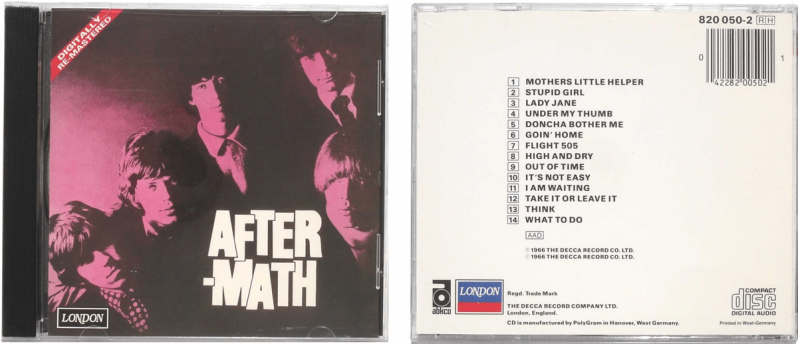 DIGITALLY
RE-MASTERED
AFTER
-MATH
LONDON
820 050-2 RH
0 1
42282 00502
1 MOTHERS LITTLE HELPER
2 STUPID GIRL
3 LADY JANE
4 UNDER MY THUMB
5 DONCHA BOTHER ME
6 GOIN' HOME
7 FLIGHT 505
8 HIGH AND DRY
9 OUT OF TIME
10 IT'S NOT EASY
11 I AM WAITING
12 TAKE IT OR LEAVE IT
13 THINK
14 WHAT TO DO
AAD
℗ 1966 THE DECCA RECORD CO. LTD.
© 1966 THE DECCA RECORD CO. LTD.
abkco
LONDON
Regd. Trade Mark
THE DECCA RECORD COMPANY LTD.
London, England.
CD is manufactured by PolyGram in Hanover, West Germany.
COMPACT
disc
DIGITAL AUDIO
Printed in West-Germany